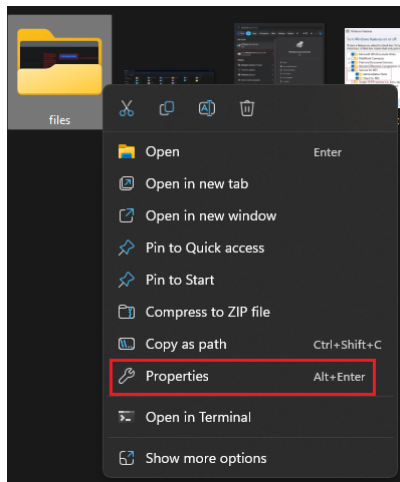 files
Open Enter
Open in new tab
Open in new window
Pin to Quick access
Pin to Start
Compress to ZIP file
Copy as path Ctrl+Shift+C
Properties Alt+Enter
Open in Terminal
Show more options